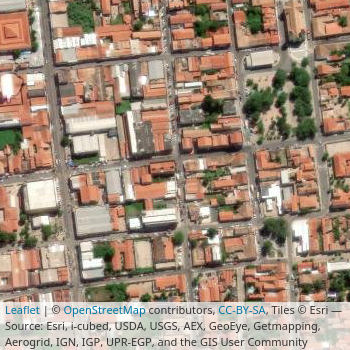 Leaflet | © OpenStreetMap contributors, CC-BY-SA, Tiles © Esri —
Source: Esri, i-cubed, USDA, USGS, AEX, GeoEye, Getmapping,
Aerogrid, IGN, IGP, UPR-EGP, and the GIS User Community